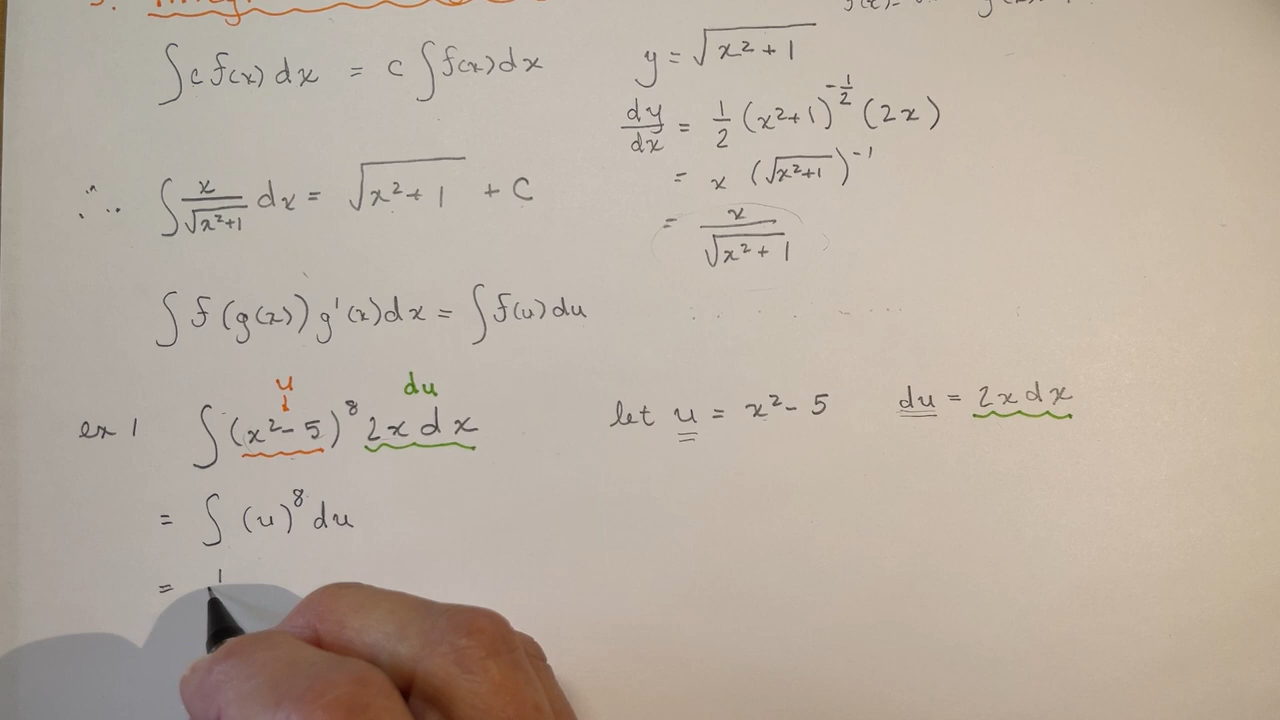 3.
∫c f(x) dx = c ∫f(x) dx
y = √(x² + 1)
dy/dx = 1/2 (x²+1)^(-1/2) (2x)
= x (√(x²+1))^(-1)
= x/√(x² + 1)
∴ ∫ x/√(x²+1) dx = √(x² + 1) + C
∫ f (g(x)) g'(x) dx = ∫ f(u) du
u du
ex 1 ∫ (x² - 5)⁸ 2x dx let u = x² - 5 du = 2x dx
= ∫ (u)⁸ du
= 1